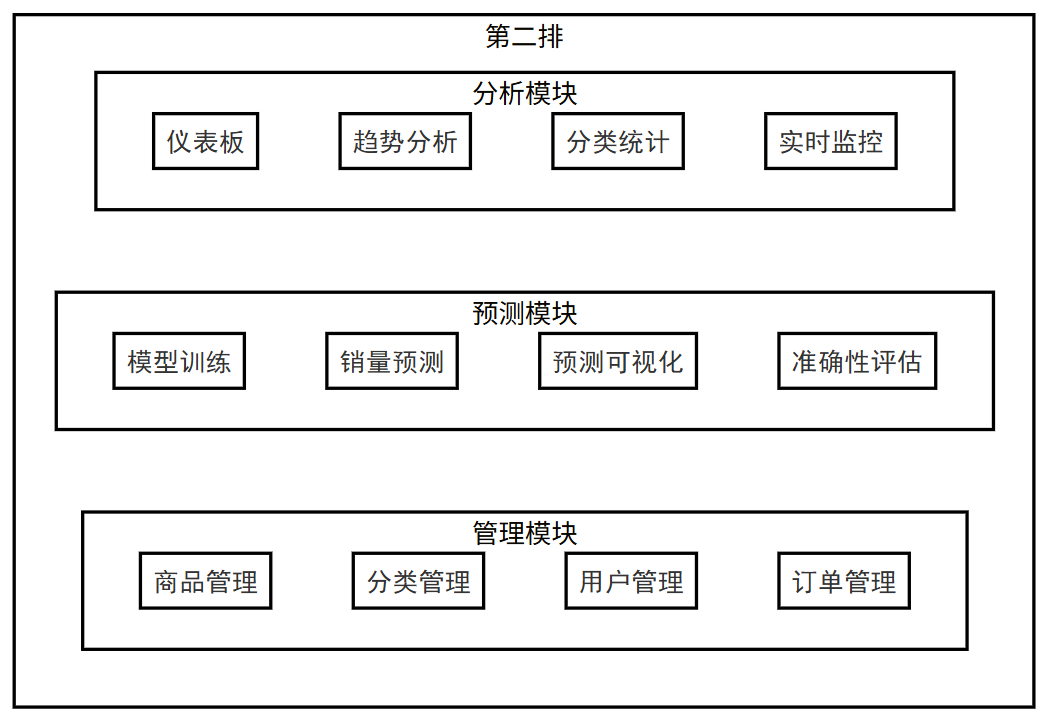 第二排
分析模块
仪表板 趋势分析 分类统计 实时监控
预测模块
模型训练 销量预测 预测可视化 准确性评估
管理模块
商品管理 分类管理 用户管理 订单管理